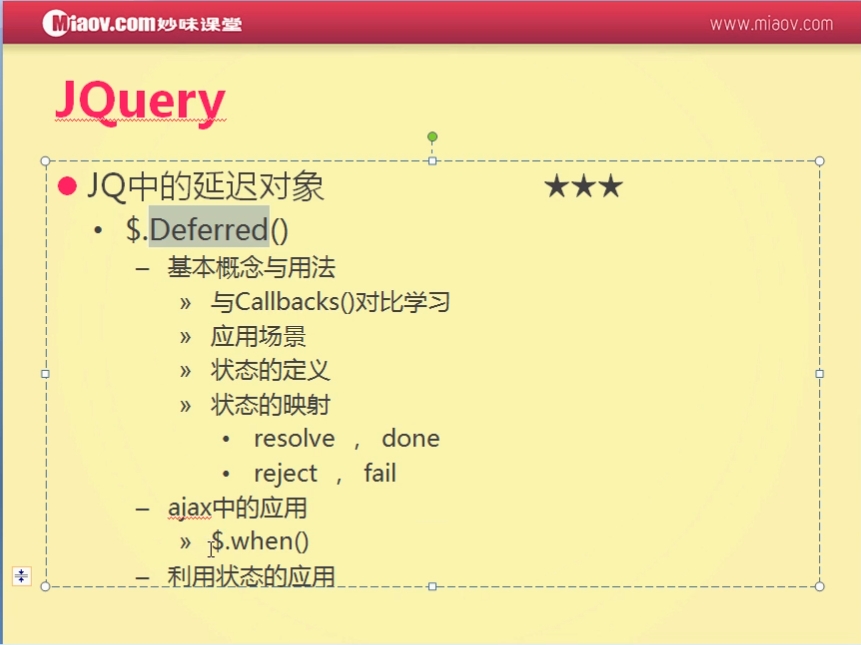 Miaov.com妙味课堂
www.miaov.com
JQuery
JQ中的延迟对象 ★★★
• $.Deferred()
– 基本概念与用法
» 与Callbacks()对比学习
» 应用场景
» 状态的定义
» 状态的映射
• resolve , done
• reject , fail
– ajax中的应用
» $.when()
– 利用状态的应用